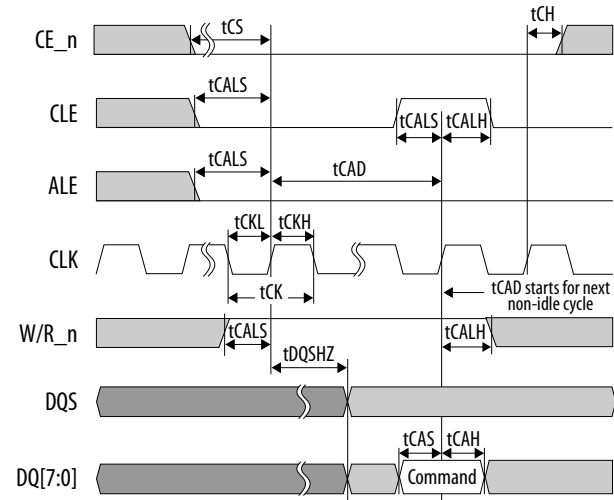 tCS
tCH
CE_n
tCALS
CLE
tCALS
tCALH
tCALS
ALE
tCAD
tCKL
tCKH
CLK
tCK
tCAD starts for next
non-idle cycle
W/R_n
tCALS
tCALH
tDQSHZ
DQS
tCAS
tCAH
DQ[7:0]
Command